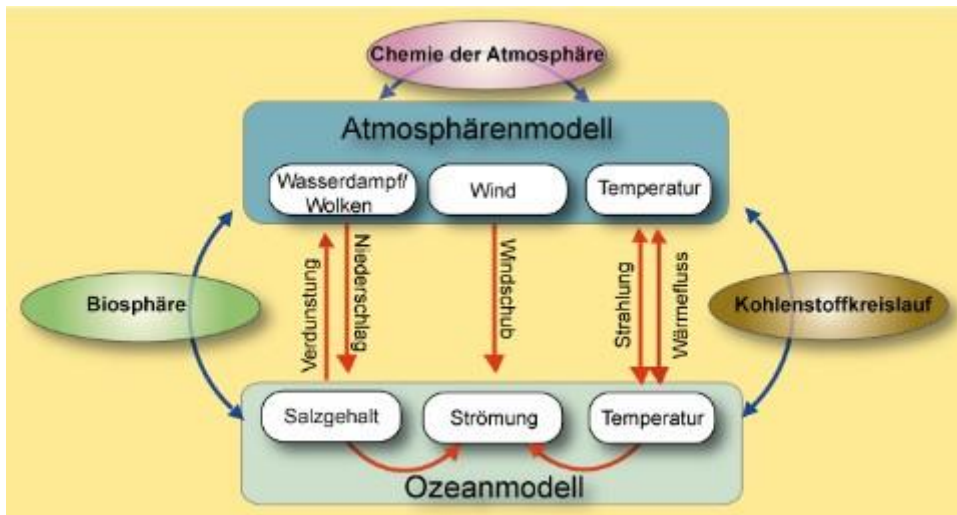 Chemie der Atmosphäre
Atmosphärenmodell
Wasserdampf/
Wolken
Wind
Temperatur
Verdunstung
Niederschlag
Windschub
Strahlung
Wärmefluss
Biosphäre
Kohlenstoffkreislauf
Salzgehalt
Strömung
Temperatur
Ozeanmodell